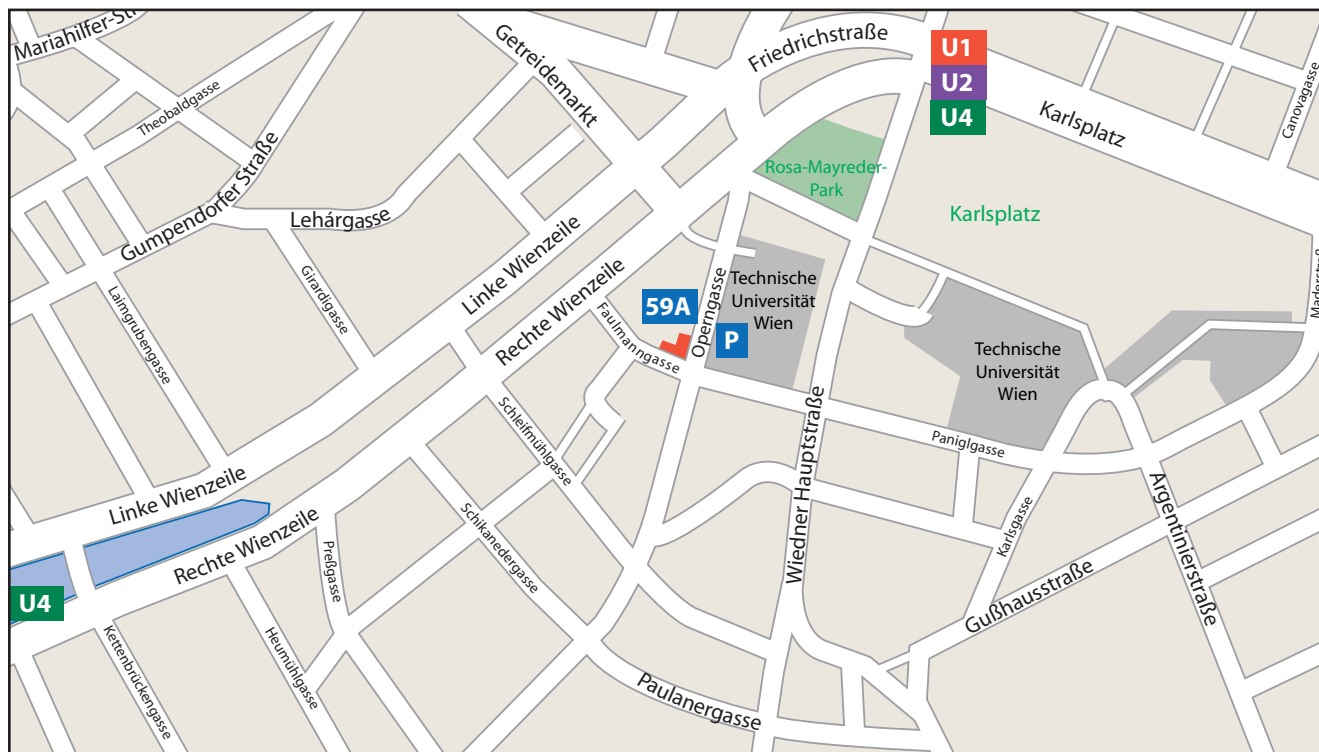 Mariahilfer-St
Getreidemarkt
Friedrichstraße
U1
U2
U4
Karlsplatz
Canovagasse
Theobaldgasse
Gumpendorfer Straße
Lehárgasse
Rosa-Mayreder-
Park
Karlsplatz
Girardigasse
Laimgrubengasse
Linke Wienzeile
Rechte Wienzeile
Faulmanngasse
59A
Operngasse
P
Technische
Universität
Wien
Technische
Universität
Wien
Maderstraß
Schleifmühlgasse
Wiedner Hauptstraße
Paniglgasse
Linke Wienzeile
Rechte Wienzeile
Schikanedergasse
Karlsgasse
Argentinierstraße
Preßgasse
U4
Gußhausstraße
Kettenbrückengasse
Heumühlgasse
Paulanergasse